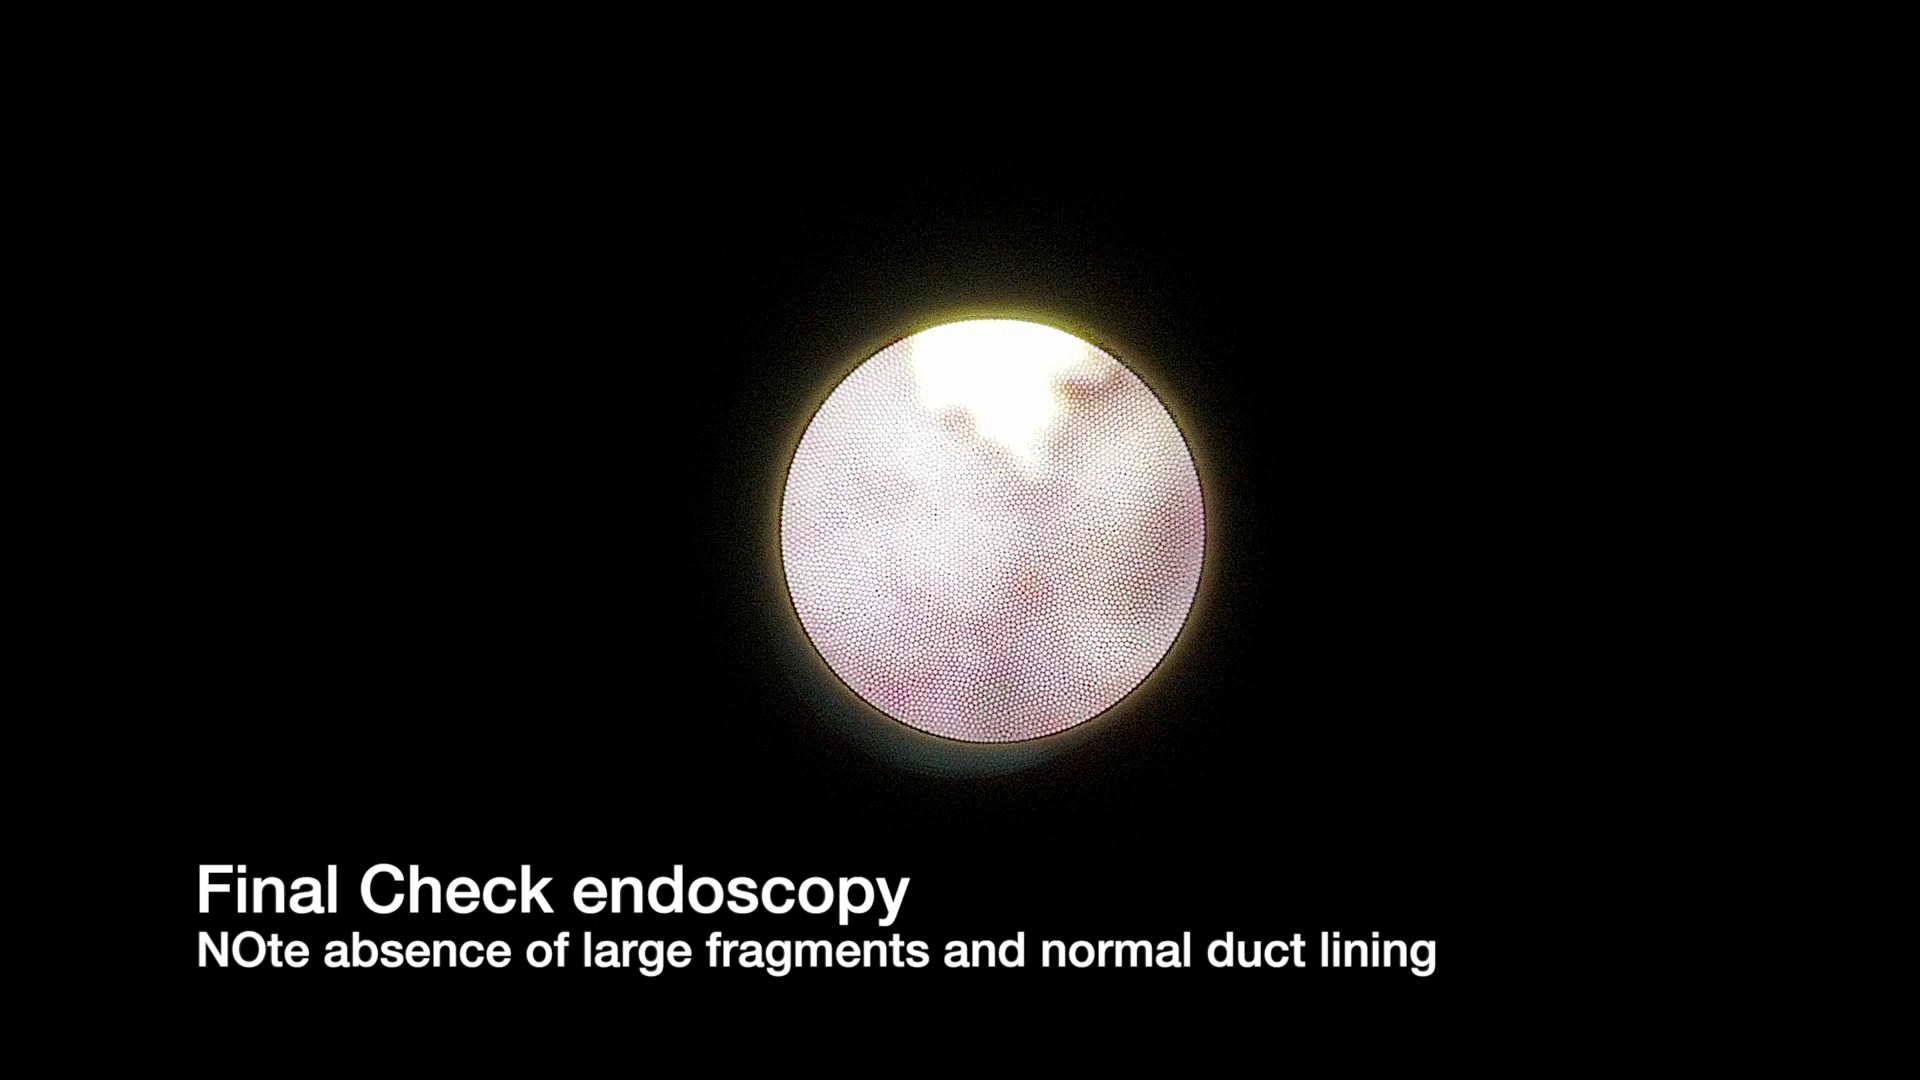 Final Check endoscopy
NOte absence of large fragments and normal duct lining